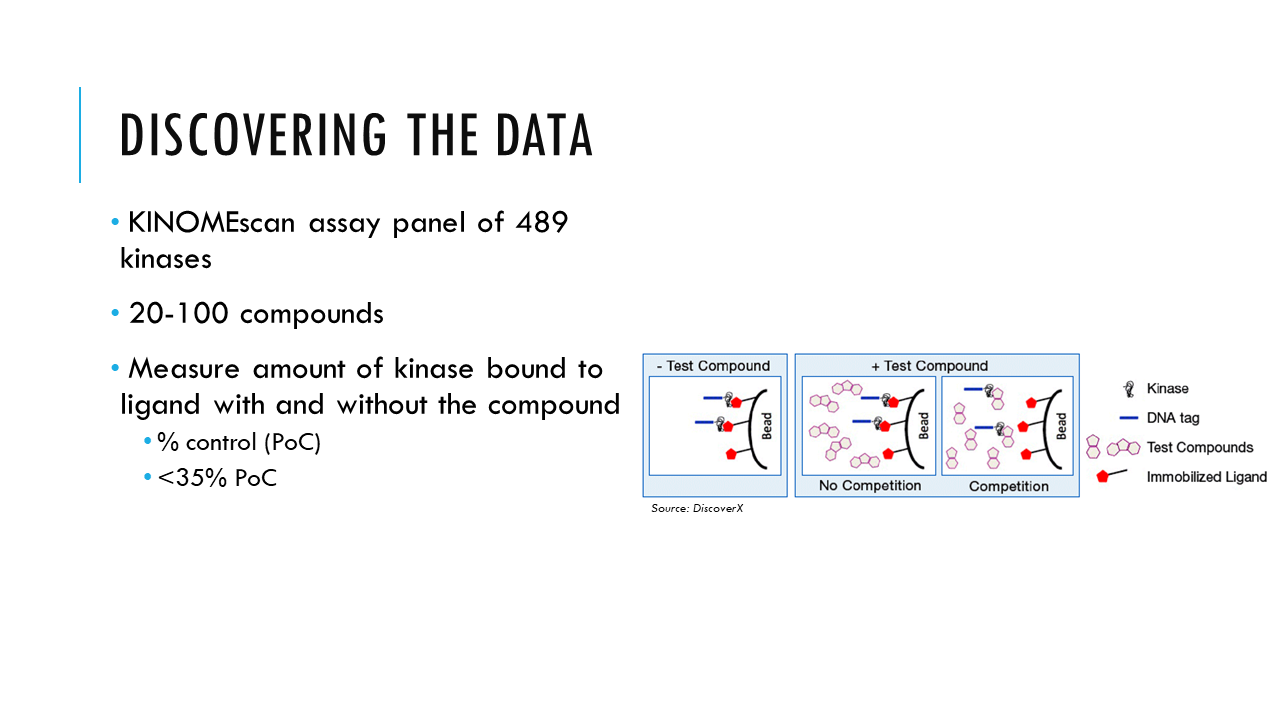 DISCOVERING THE DATA
• KINOMEscan assay panel of 489
kinases
• 20-100 compounds
• Measure amount of kinase bound to
ligand with and without the compound
• % control (PoC)
• <35% PoC
- Test Compound
+ Test Compound
Bead
Bead
Bead
No Competition
Competition
Kinase
DNA tag
Test Compounds
Immobilized Ligand
Source: DiscoverX